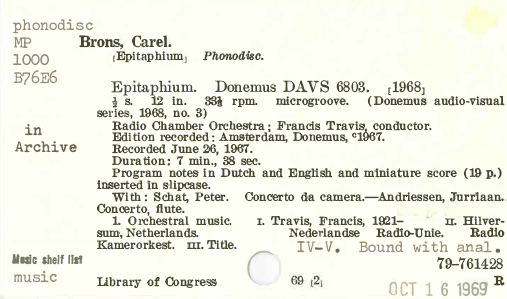 phonodisc
MP Brons, Carel.
1000 [Epitaphium] Phonodisc.
B76E6
Epitaphium. Donemus DAVS 6803. [1968]
½ s. 12 in. 33⅓ rpm. microgroove. (Donemus audio-visual
series, 1968, no. 3)
in Radio Chamber Orchestra; Francis Travis, conductor.
Edition recorded: Amsterdam, Donemus, ᶜ1967.
Archive Recorded June 26, 1967.
Duration: 7 min., 38 sec.
Program notes in Dutch and English and miniature score (19 p.)
inserted in slipcase.
With: Schat, Peter. Concerto da camera.—Andriessen, Jurriaan.
Concerto, flute.
1. Orchestral music. I. Travis, Francis, 1921– II. Hilver-
sum, Netherlands. Nederlandse Radio-Unie. Radio
Kamerorkest. III. Title. IV-V. Bound with anal.
Music shelf list 79-761428
music Library of Congress 69 [2] R
OCT 16 1969